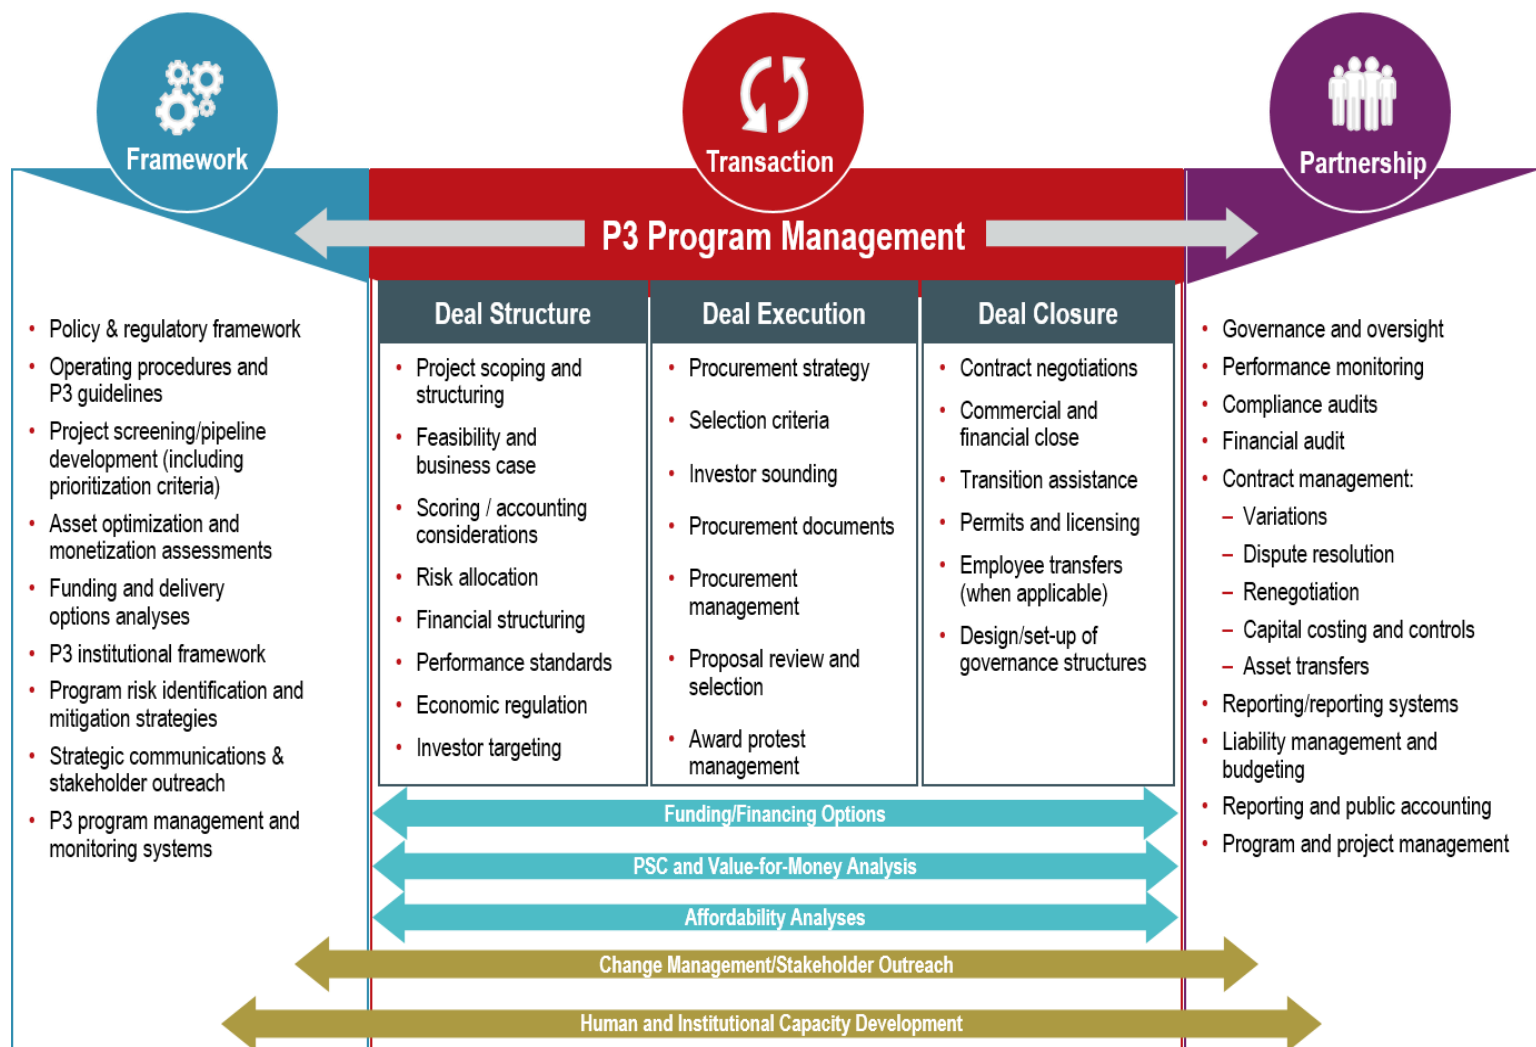 Framework
Transaction
Partnership
P3 Program Management
• Policy & regulatory framework
• Operating procedures and
P3 guidelines
• Project screening/pipeline
development (including
prioritization criteria)
• Asset optimization and
monetization assessments
• Funding and delivery
options analyses
• P3 institutional framework
• Program risk identification and
mitigation strategies
• Strategic communications &
stakeholder outreach
• P3 program management and
monitoring systems
Deal Structure
• Project scoping and
structuring
• Feasibility and
business case
• Scoring / accounting
considerations
• Risk allocation
• Financial structuring
• Performance standards
• Economic regulation
• Investor targeting
Deal Execution
• Procurement strategy
• Selection criteria
• Investor sounding
• Procurement documents
• Procurement
management
• Proposal review and
selection
• Award protest
management
Deal Closure
• Contract negotiations
• Commercial and
financial close
• Transition assistance
• Permits and licensing
• Employee transfers
(when applicable)
• Design/set-up of
governance structures
• Governance and oversight
• Performance monitoring
• Compliance audits
• Financial audit
• Contract management:
– Variations
– Dispute resolution
– Renegotiation
– Capital costing and controls
– Asset transfers
• Reporting/reporting systems
• Liability management and
budgeting
• Reporting and public accounting
• Program and project management
Funding/Financing Options
PSC and Value-for-Money Analysis
Affordability Analyses
Change Management/Stakeholder Outreach
Human and Institutional Capacity Development